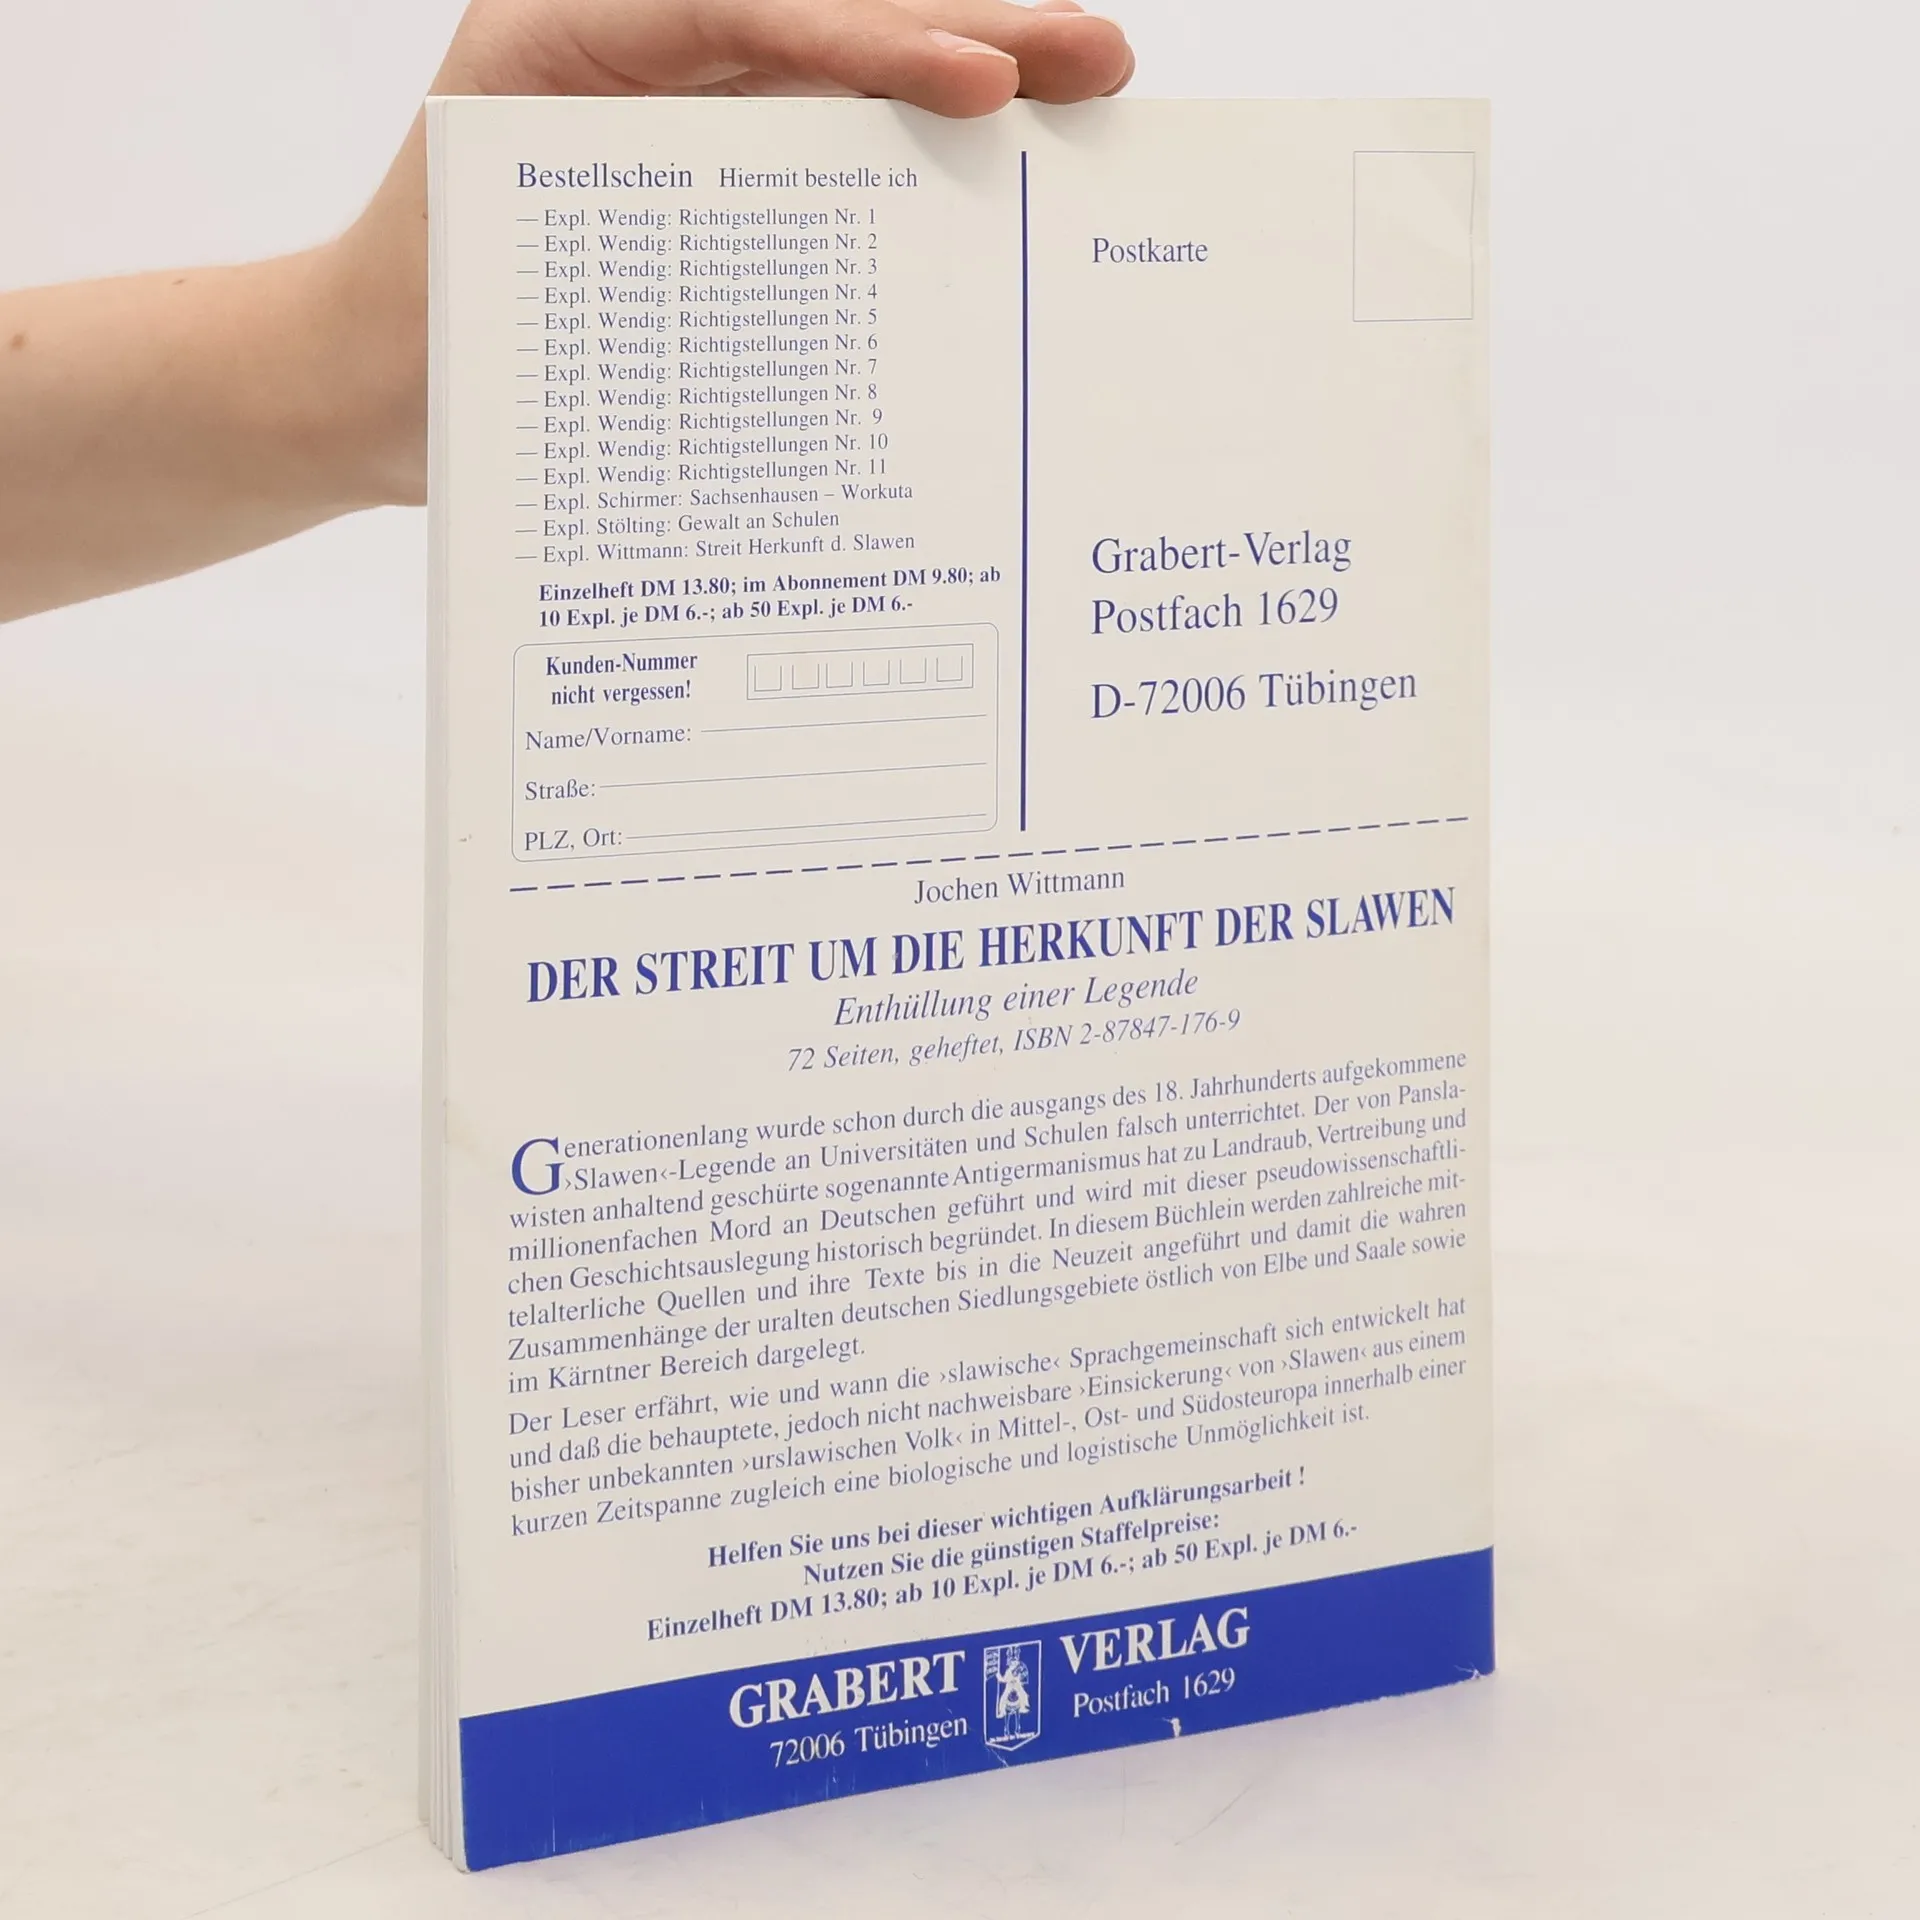 Bestellschein Hiermit bestelle ich
— Expl. Wendig: Richtigstellungen Nr. 1
— Expl. Wendig: Richtigstellungen Nr. 2
— Expl. Wendig: Richtigstellungen Nr. 3
— Expl. Wendig: Richtigstellungen Nr. 4
— Expl. Wendig: Richtigstellungen Nr. 5
— Expl. Wendig: Richtigstellungen Nr. 6
— Expl. Wendig: Richtigstellungen Nr. 7
— Expl. Wendig: Richtigstellungen Nr. 8
— Expl. Wendig: Richtigstellungen Nr. 9
— Expl. Wendig: Richtigstellungen Nr. 10
— Expl. Wendig: Richtigstellungen Nr. 11
— Expl. Schirmer: Sachsenhausen – Workuta
— Expl. Stölting: Gewalt an Schulen
— Expl. Wittmann: Streit Herkunft d. Slawen
Einzelheft DM 13.80; im Abonnement DM 9.80; ab
10 Expl. je DM 6.-; ab 50 Expl. je DM 6.-
Kunden-Nummer
nicht vergessen!
Name/Vorname:
Straße:
PLZ, Ort:
Postkarte
Grabert-Verlag
Postfach 1629
D-72006 Tübingen
Jochen Wittmann
DER STREIT UM DIE HERKUNFT DER SLAWEN
Enthüllung einer Legende
72 Seiten, geheftet, ISBN 2-87847-176-9
Generationenlang wurde schon durch die ausgangs des 18. Jahrhunderts aufgekommene
›Slawen‹-Legende an Universitäten und Schulen falsch unterrichtet. Der von Pansla-
wisten anhaltend geschürte sogenannte Antigermanismus hat zu Landraub, Vertreibung und
millionenfachen Mord an Deutschen geführt und wird mit dieser pseudowissenschaftli-
chen Geschichtsauslegung historisch begründet. In diesem Büchlein werden zahlreiche mit-
telalterliche Quellen und ihre Texte bis in die Neuzeit angeführt und damit die wahren
Zusammenhänge der uralten deutschen Siedlungsgebiete östlich von Elbe und Saale sowie
im Kärntner Bereich dargelegt.
Der Leser erfährt, wie und wann die ›slawische‹ Sprachgemeinschaft sich entwickelt hat
und daß die behauptete, jedoch nicht nachweisbare ›Einsickerung‹ von ›Slawen‹ aus einem
bisher unbekannten ›urslawischen Volk‹ in Mittel-, Ost- und Südosteuropa innerhalb einer
kurzen Zeitspanne zugleich eine biologische und logistische Unmöglichkeit ist.
Helfen Sie uns bei dieser wichtigen Aufklärungsarbeit !
Nutzen Sie die günstigen Staffelpreise:
Einzelheft DM 13.80; ab 10 Expl. je DM 6.-; ab 50 Expl. je DM 6.-
GRABERT VERLAG
72006 Tübingen Postfach 1629